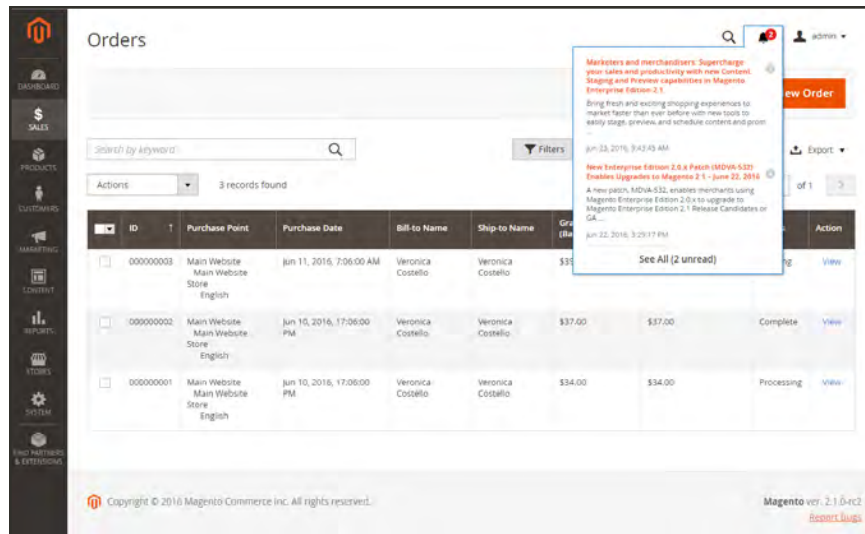 Orders
2
admin
DASHBOARD
SALES
PRODUCTS
CUSTOMERS
MARKETING
CONTENT
REPORTS
STORES
SYSTEM
FIND PARTNERS
& EXTENSIONS
Marketers and merchandisers: Supercharge
your sales and productivity with new Content
Staging and Preview capabilities in Magento
Enterprise Edition 2.1
Bring fresh and exciting shopping experiences to
market faster than ever before with new tools to
easily stage, preview, and schedule content and prom
...
Jun 23, 2016, 9:43:43 AM
New Enterprise Edition 2.0.x Patch (MDVA-532)
Enables Upgrades to Magento 2.1 – June 22, 2016
A new patch, MDVA-532, enables merchants using
Magento Enterprise Edition 2.0.x to upgrade to
Magento Enterprise Edition 2.1 Release Candidates or
GA....
Jun 22, 2016, 3:29:17 PM
See All (2 unread)
ew Order
Search by keyword
Filters
Export
Actions
3 records found
of 1
ID ↑ Purchase Point Purchase Date Bill-to Name Ship-to Name Gra Action
(Ba
000000003 Main Website Jun 11, 2016, 7:06:00 AM Veronica Veronica $39 ng View
Main Website Costello Costello
Store
English
000000002 Main Website Jun 10, 2016, 17:06:00 Veronica Veronica $37.00 $37.00 Complete View
Main Website PM Costello Costello
Store
English
000000001 Main Website Jun 10, 2016, 17:06:00 Veronica Veronica $34.00 $34.00 Processing View
Main Website PM Costello Costello
Store
English
Copyright © 2016 Magento Commerce Inc. All rights reserved.
Magento ver. 2.1.0-rc2
Report Bugs